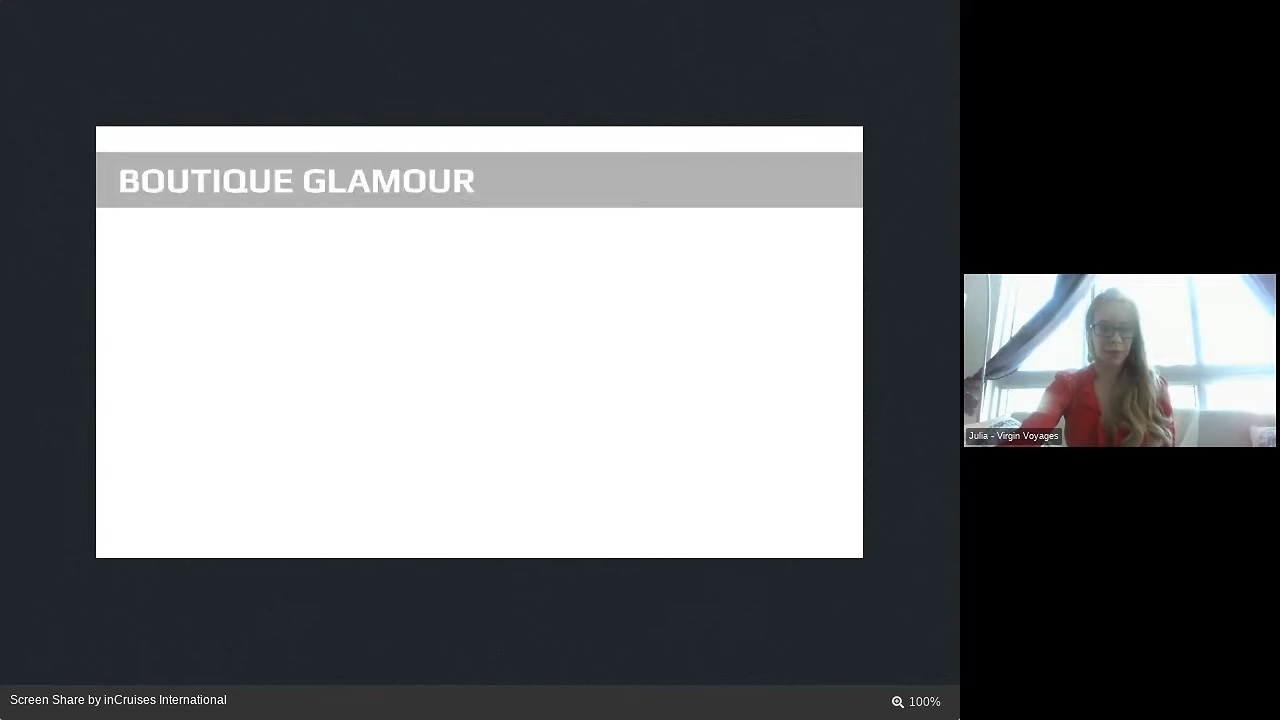 BOUTIQUE GLAMOUR
Julia - Virgin Voyages
Screen Share by inCruises International
100%